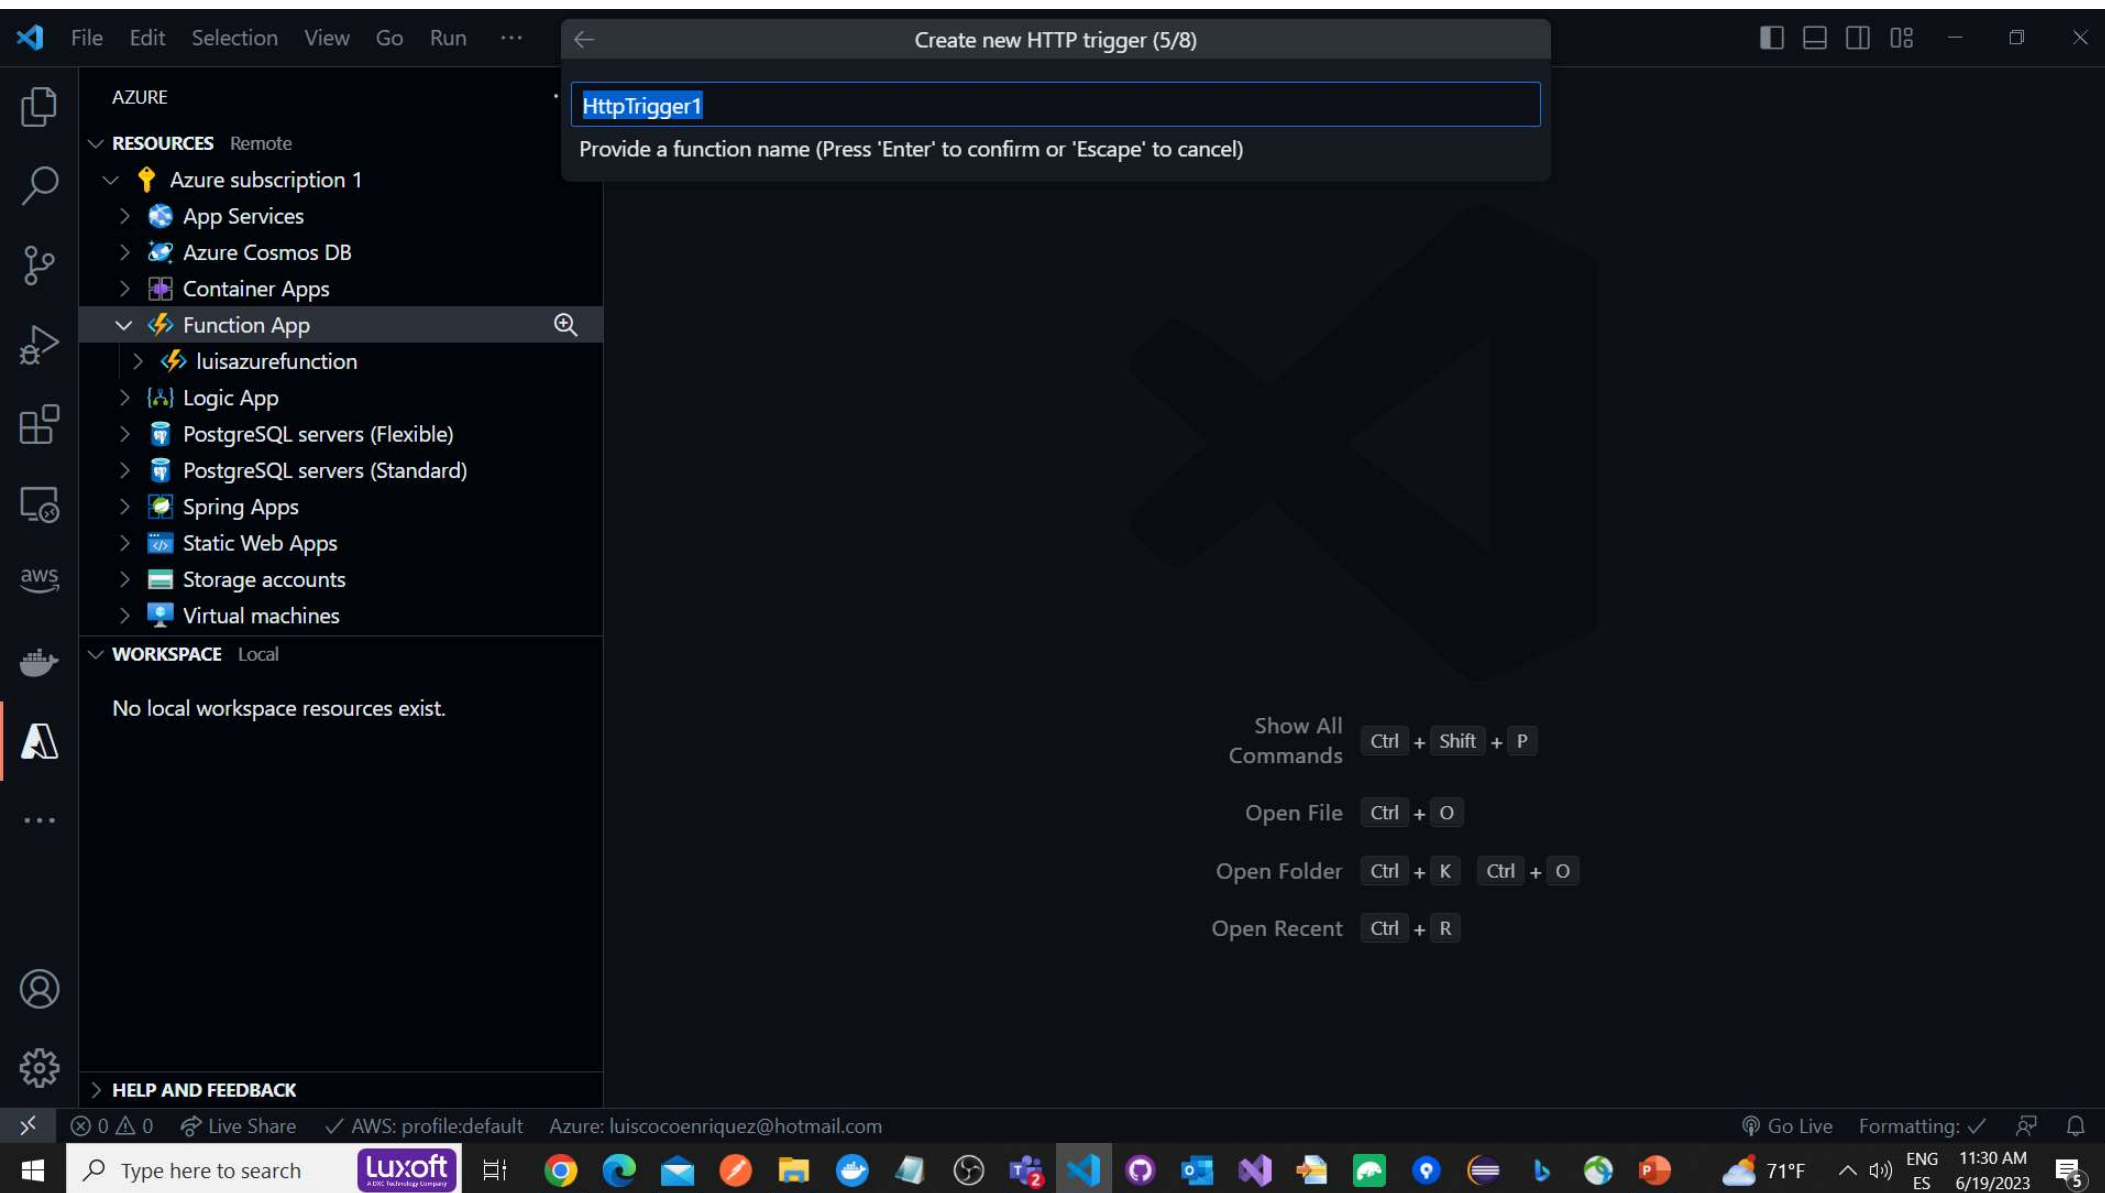 File Edit Selection View Go Run ···
Create new HTTP trigger (5/8)
HttpTrigger1
Provide a function name (Press 'Enter' to confirm or 'Escape' to cancel)
AZURE
RESOURCES Remote
Azure subscription 1
App Services
Azure Cosmos DB
Container Apps
Function App
luisazurefunction
Logic App
PostgreSQL servers (Flexible)
PostgreSQL servers (Standard)
Spring Apps
Static Web Apps
Storage accounts
Virtual machines
WORKSPACE Local
No local workspace resources exist.
aws
Show All Commands Ctrl + Shift + P
Open File Ctrl + O
Open Folder Ctrl + K Ctrl + O
Open Recent Ctrl + R
HELP AND FEEDBACK
0 0 Live Share AWS: profile:default Azure: luiscocoenriquez@hotmail.com Go Live Formatting:
Type here to search
Luxoft
A DXC Technology Company
2
71°F
ENG
ES
11:30 AM
6/19/2023
5